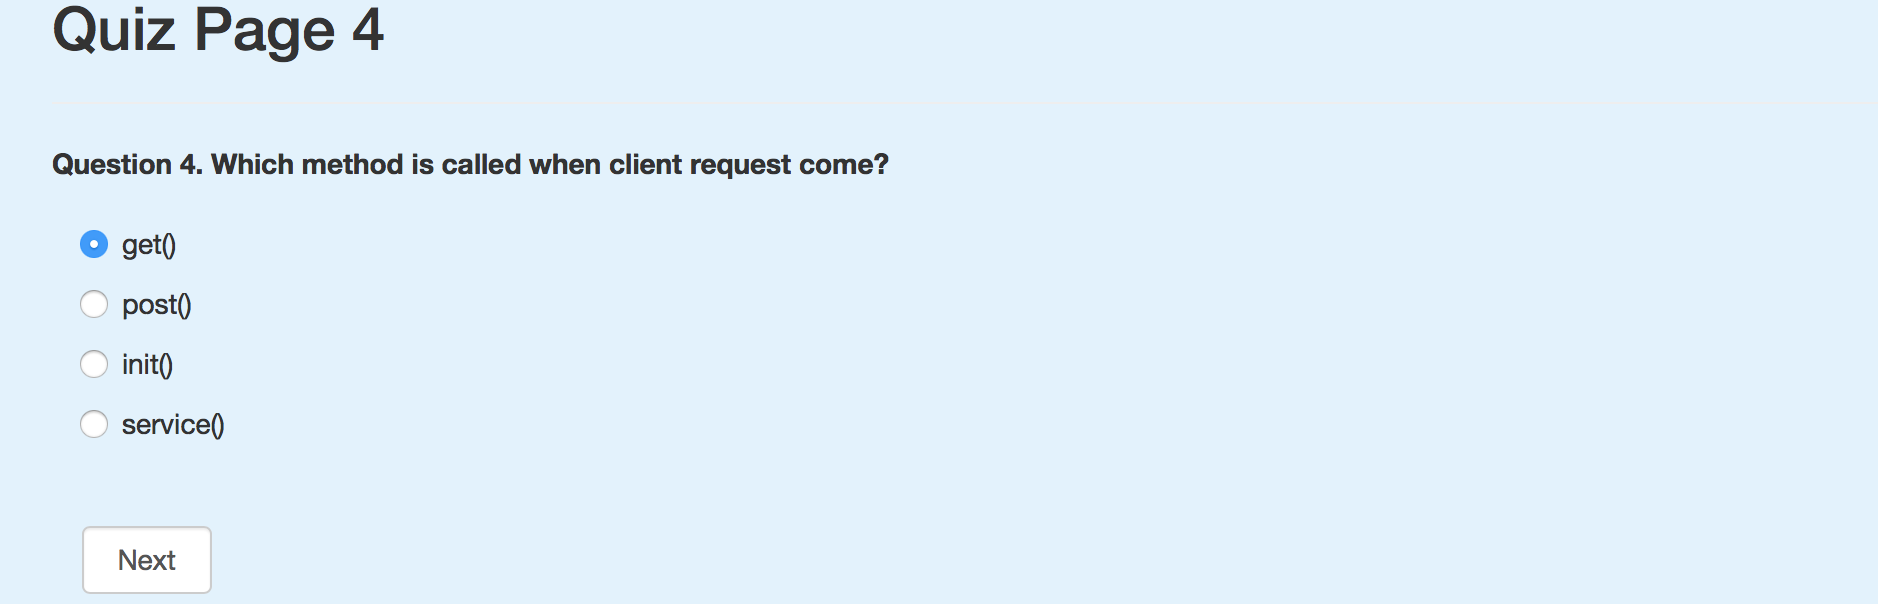 Quiz Page 4
Question 4. Which method is called when client request come?
get()
post()
init()
service()
Next